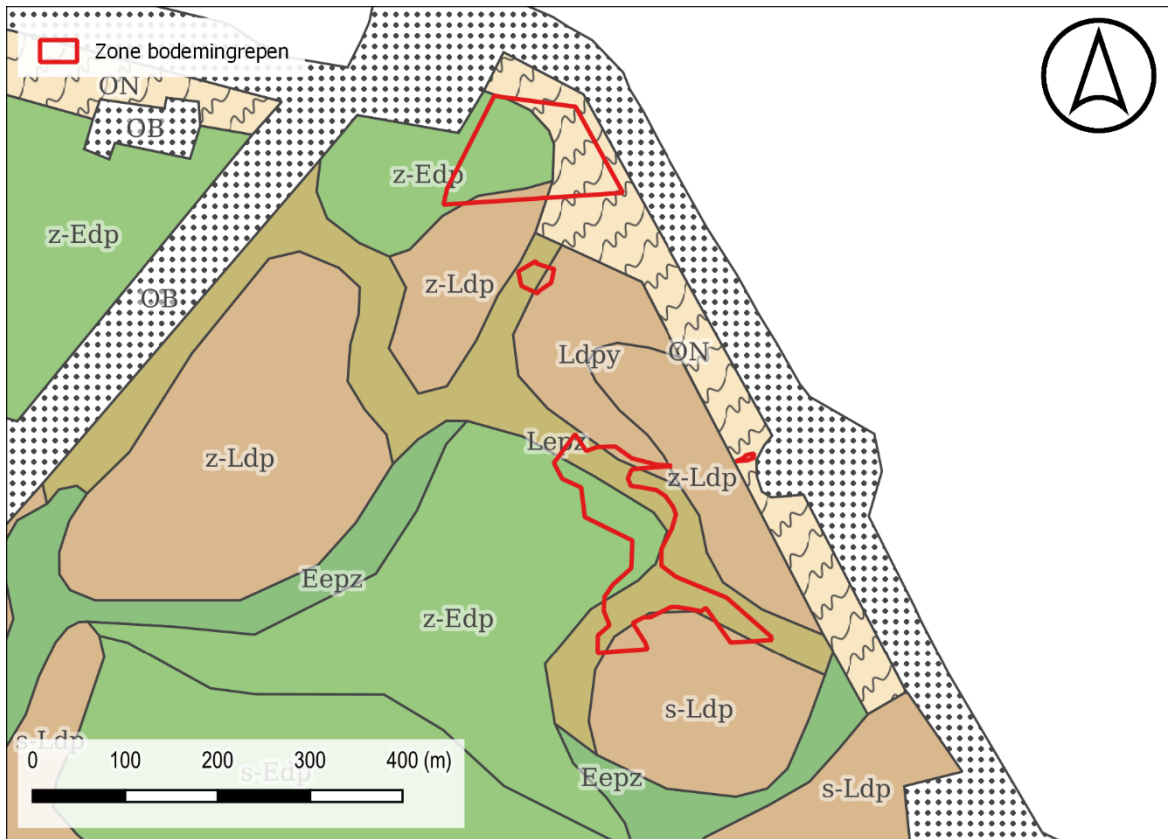 Zone bodemingrepen
ON
OB
z-Edp
z-Edp
z-Ldp
OB
Ldpy
ON
Lepz
z-Ldp
z-Ldp
Eepz
z-Edp
s-Ldp
s-Ldp
0 100 200 300 400 (m)
s-Edp
Eepz
s-Ldp